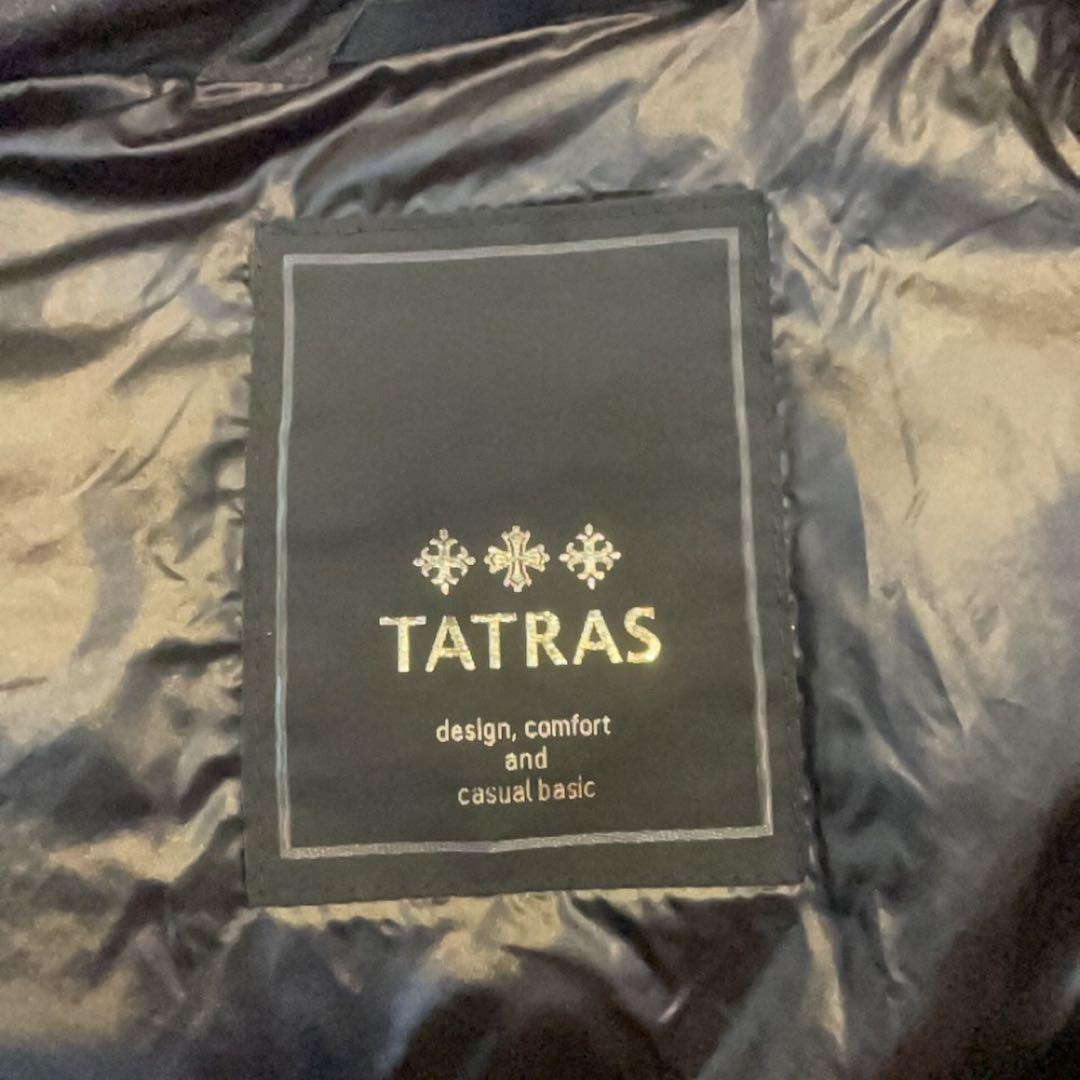 TATRAS
design, comfort
and
casual basic